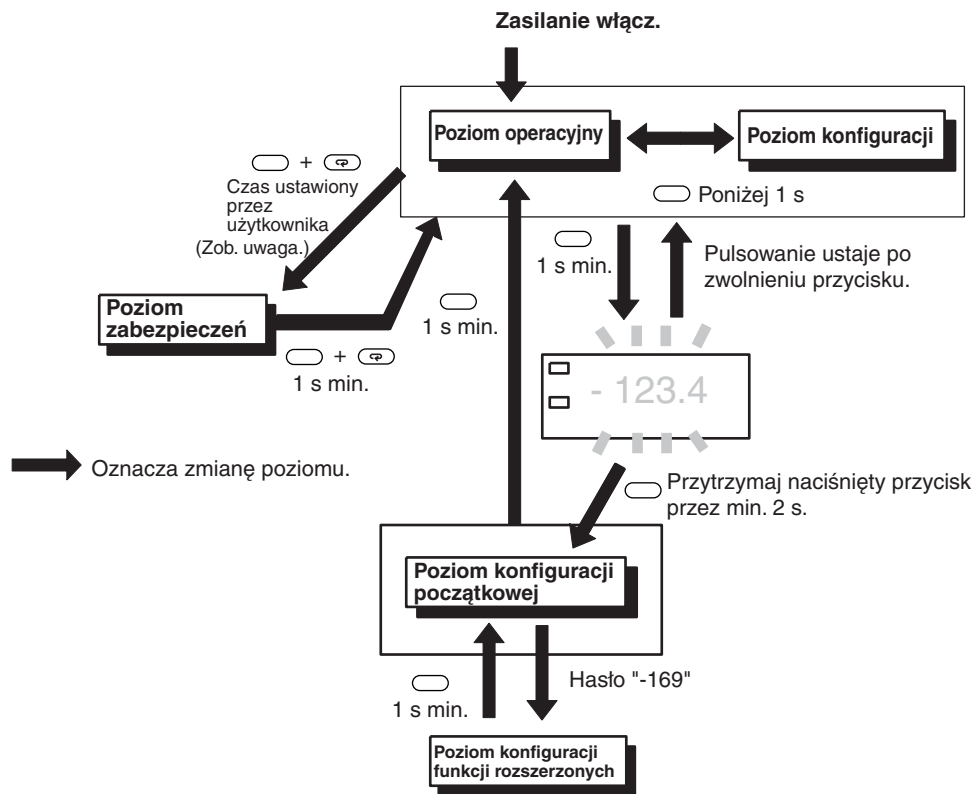 Zasilanie włącz.
Poziom operacyjny
Poziom konfiguracji
+
Czas ustawiony
przez
użytkownika
(Zob. uwaga.)
Poniżej 1 s
1 s min.
Pulsowanie ustaje po
zwolnieniu przycisku.
Poziom
zabezpieczeń
1 s min.
+
1 s min.
- 123.4
Oznacza zmianę poziomu.
Przytrzymaj naciśnięty przycisk
przez min. 2 s.
Poziom konfiguracji
początkowej
Hasło "-169"
1 s min.
Poziom konfiguracji
funkcji rozszerzonych